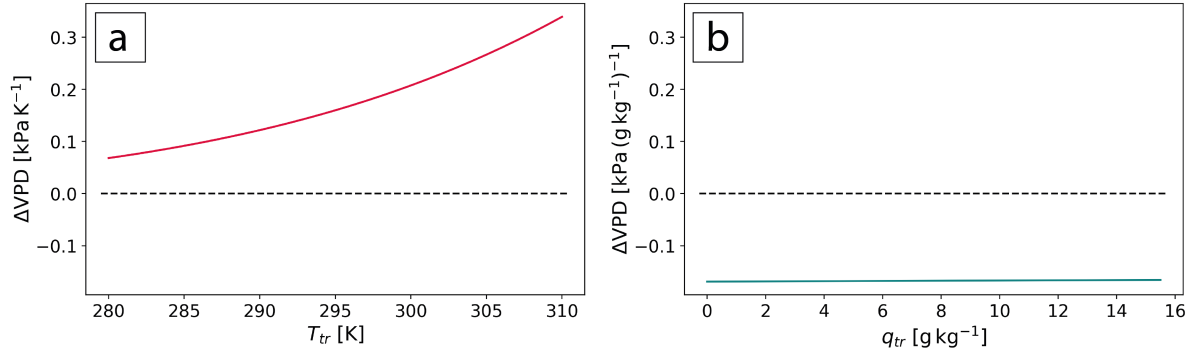 a
ΔVPD [kPa K⁻¹]
0.3
0.2
0.1
0.0
−0.1
280 285 290 295 300 305 310
T_tr [K]
b
ΔVPD [kPa (g kg⁻¹)⁻¹]
0.3
0.2
0.1
0.0
−0.1
0 2 4 6 8 10 12 14 16
q_tr [g kg⁻¹]